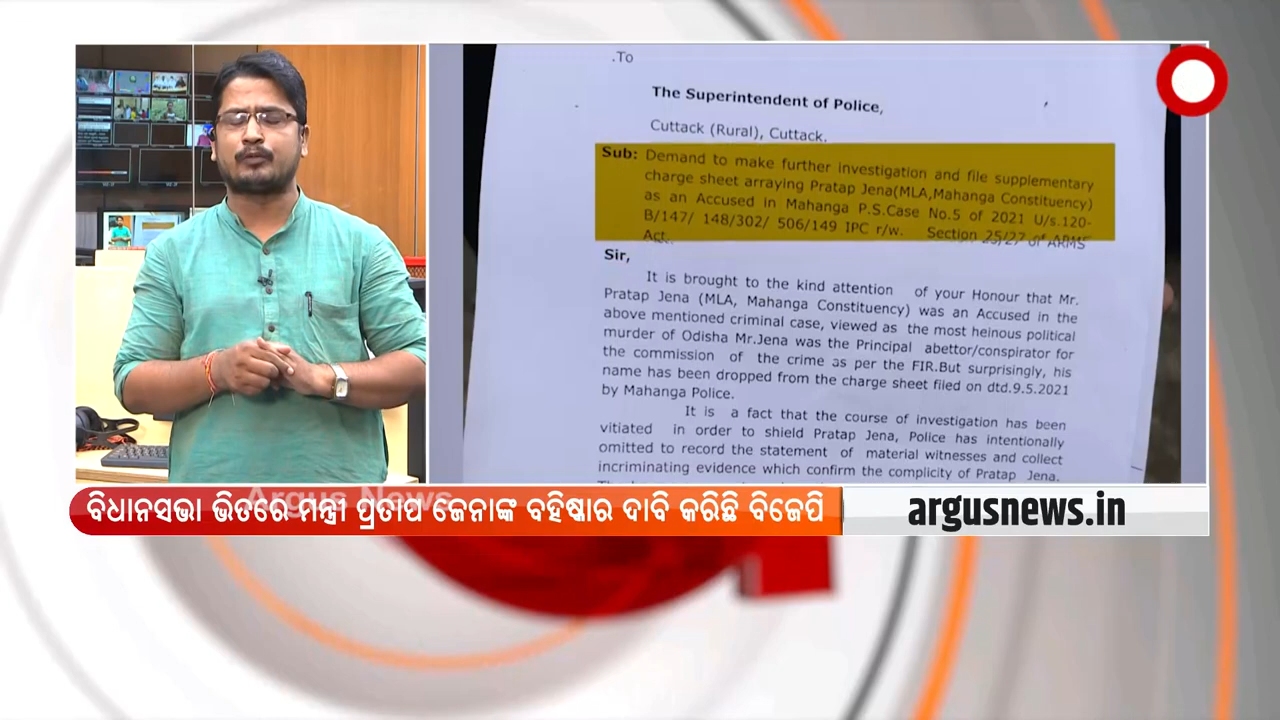 .To
The Superintendent of Police,
Cuttack (Rural), Cuttack.
Sub: Demand to make further investigation and file supplementary
charge sheet arraying Pratap Jena(MLA,Mahanga Constituency)
as an Accused in Mahanga P.S.Case No.5 of 2021 U/s.120-
B/147/ 148/302/ 506/149 IPC r/w. Section 25/27 of ARMS
Act.
Sir,
It is brought to the kind attention of your Honour that Mr.
Pratap Jena (MLA, Mahanga Constituency) was an Accused in the
above mentioned criminal case, viewed as the most heinous political
murder of Odisha Mr.Jena was the Principal abettor/conspirator for
the commission of the crime as per the FIR.But surprisingly, his
name has been dropped from the charge sheet filed on dtd.9.5.2021
by Mahanga Police.
It is a fact that the course of investigation has been
vitiated in order to shield Pratap Jena, Police has intentionally
omitted to record the statement of material witnesses and collect
incriminating evidence which confirm the complicity of Pratap Jena.
Argus News
ବିଧାନସଭା ଭିତରେ ମନ୍ତ୍ରୀ ପ୍ରତାପ ଜେନାଙ୍କ ବହିଷ୍କାର ଦାବି କରିଛି ବିଜେପି
argusnews.in